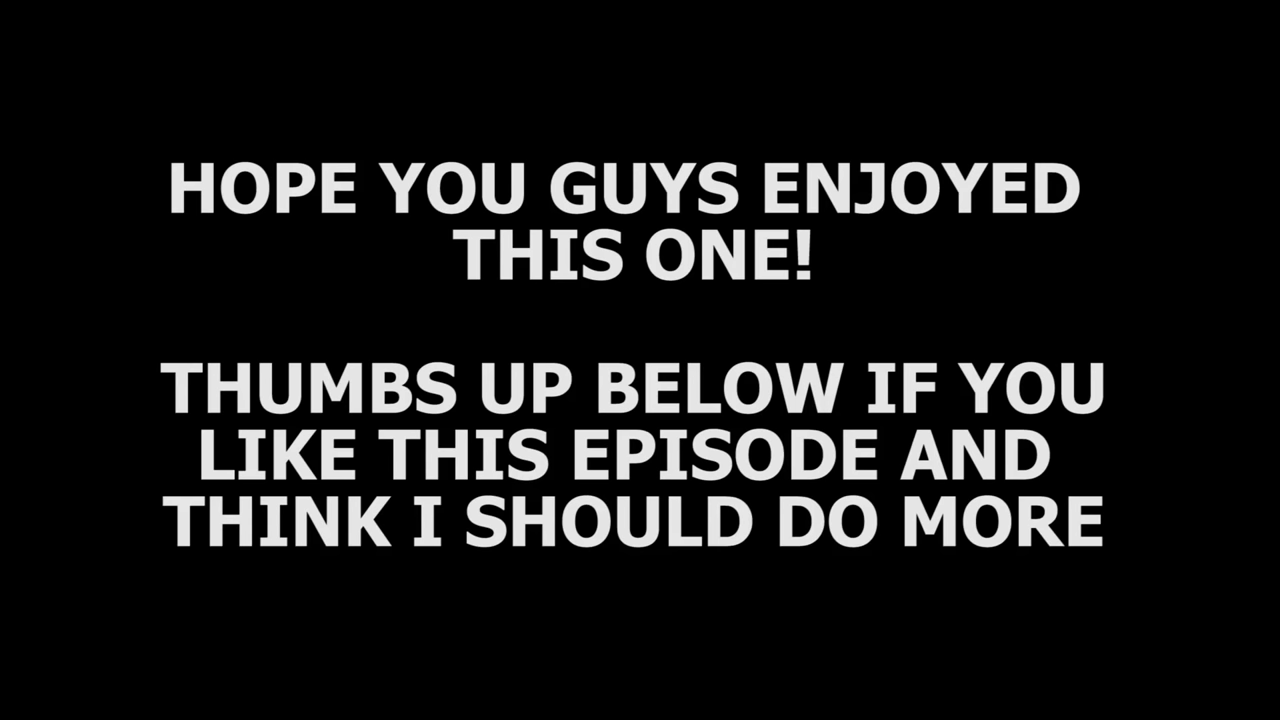 HOPE YOU GUYS ENJOYED
THIS ONE!
THUMBS UP BELOW IF YOU
LIKE THIS EPISODE AND
THINK I SHOULD DO MORE